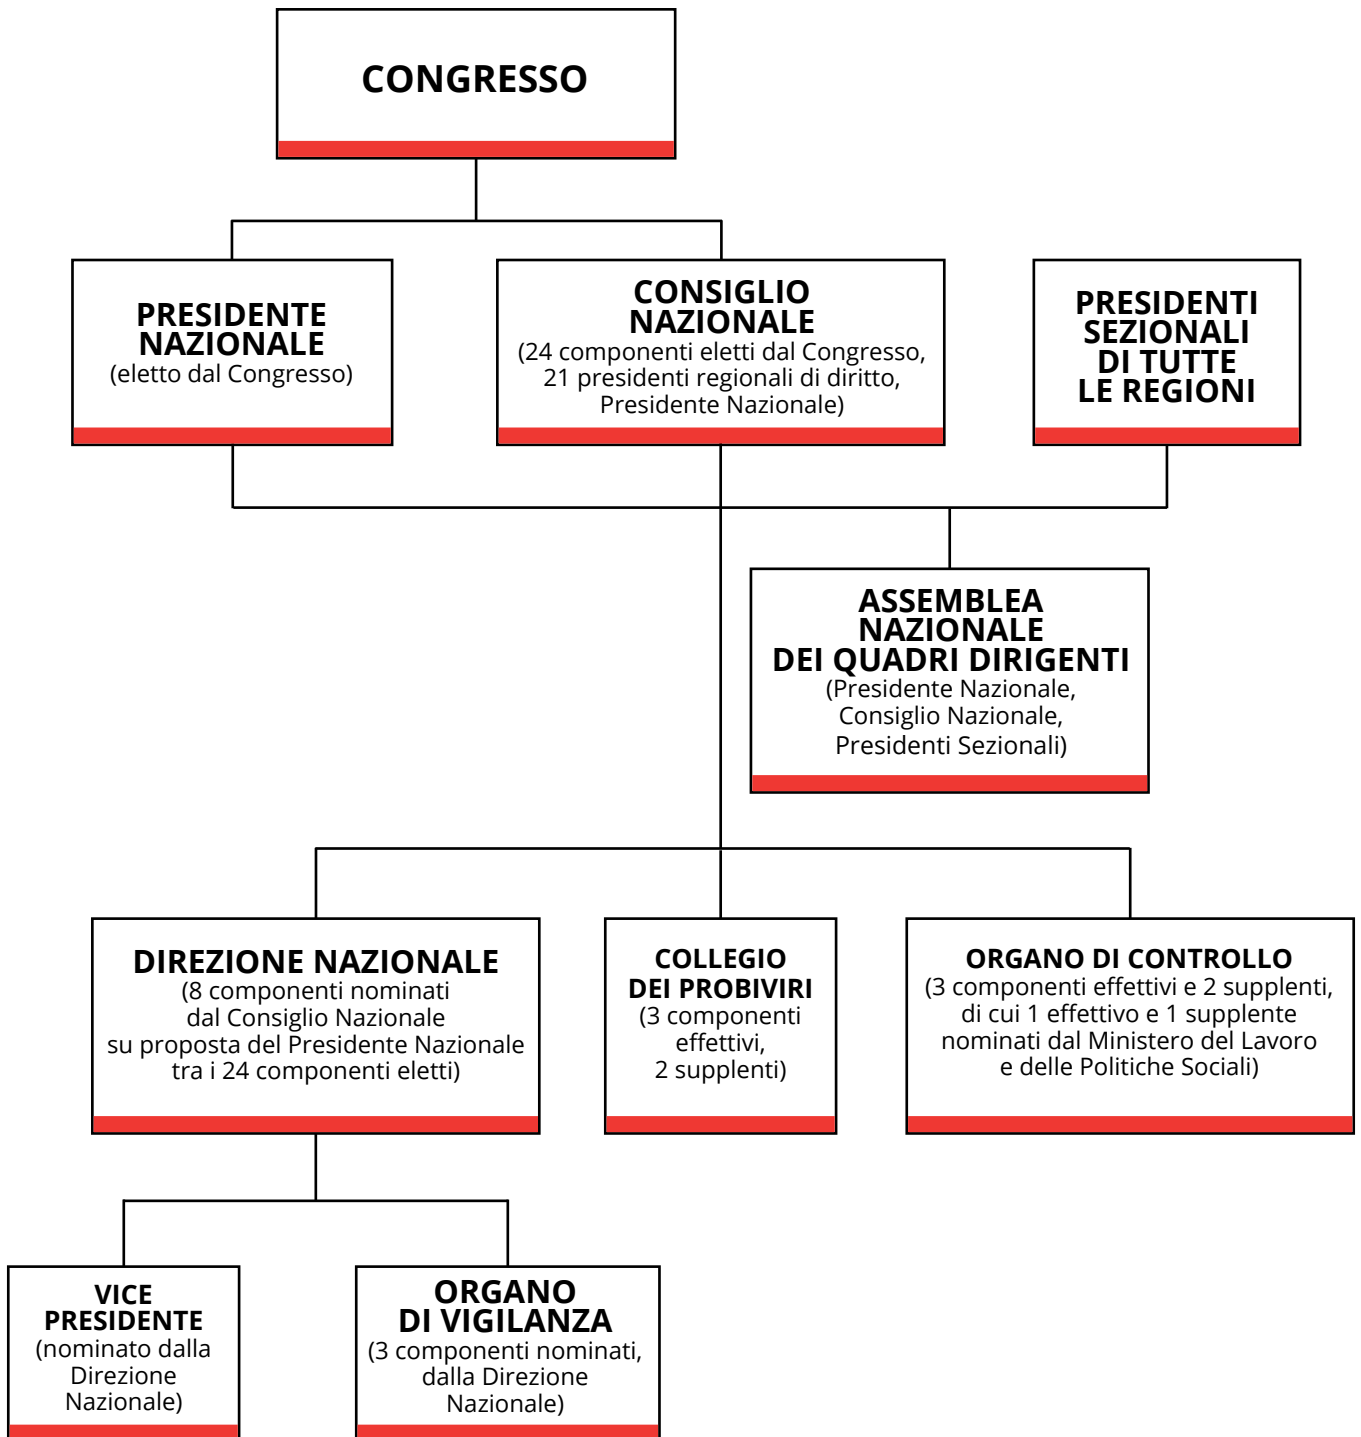 CONGRESSO
PRESIDENTE
NAZIONALE
(eletto dal Congresso)
CONSIGLIO
NAZIONALE
(24 componenti eletti dal Congresso,
21 presidenti regionali di diritto,
Presidente Nazionale)
PRESIDENTI
SEZIONALI
DI TUTTE
LE REGIONI
ASSEMBLEA
NAZIONALE
DEI QUADRI DIRIGENTI
(Presidente Nazionale,
Consiglio Nazionale,
Presidenti Sezionali)
DIREZIONE NAZIONALE
(8 componenti nominati
dal Consiglio Nazionale
su proposta del Presidente Nazionale
tra i 24 componenti eletti)
COLLEGIO
DEI PROBIVIRI
(3 componenti
effettivi,
2 supplenti)
ORGANO DI CONTROLLO
(3 componenti effettivi e 2 supplenti,
di cui 1 effettivo e 1 supplente
nominati dal Ministero del Lavoro
e delle Politiche Sociali)
VICE
PRESIDENTE
(nominato dalla
Direzione
Nazionale)
ORGANO
DI VIGILANZA
(3 componenti nominati,
dalla Direzione
Nazionale)